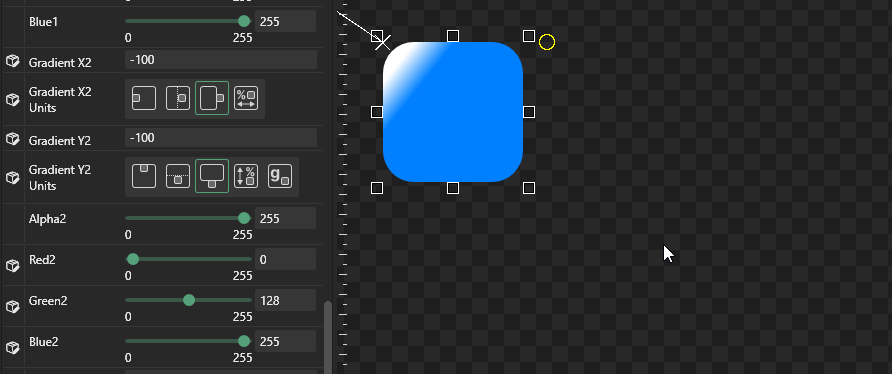 Blue1 255
0 255
Gradient X2 -100
Gradient X2
Units %
Gradient Y2 -100
Gradient Y2
Units % g
Alpha2 255
0 255
Red2 0
0 255
Green2 128
0 255
Blue2 255
0 255